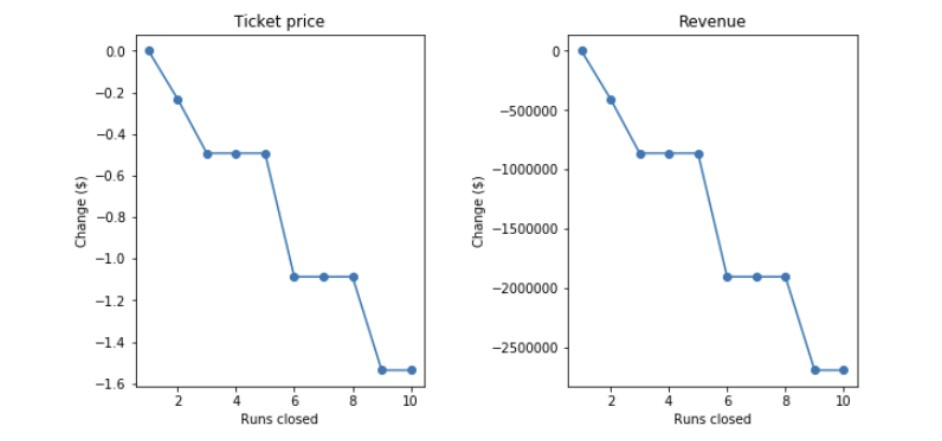 Ticket price
Change ($)
0.0
−0.2
−0.4
−0.6
−0.8
−1.0
−1.2
−1.4
−1.6
2 4 6 8 10
Runs closed
Revenue
Change ($)
0
−500000
−1000000
−1500000
−2000000
−2500000
2 4 6 8 10
Runs closed